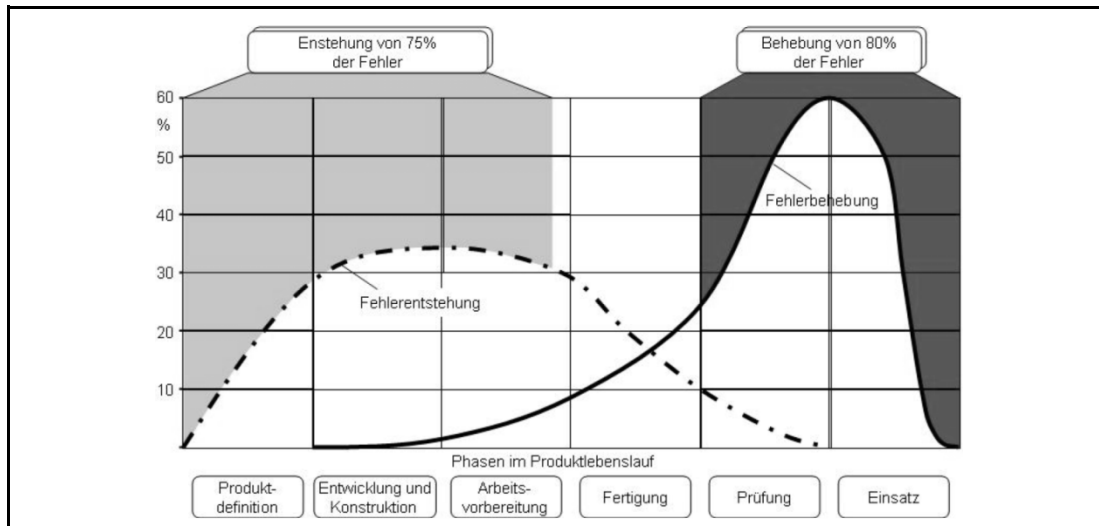 Enstehung von 75%
der Fehler
Behebung von 80%
der Fehler
60
%
50
40
30
20
10
Fehlerbehebung
Fehlerentstehung
Phasen im Produktlebenslauf
Produkt-
definition
Entwicklung und
Konstruktion
Arbeits-
vorbereitung
Fertigung
Prüfung
Einsatz